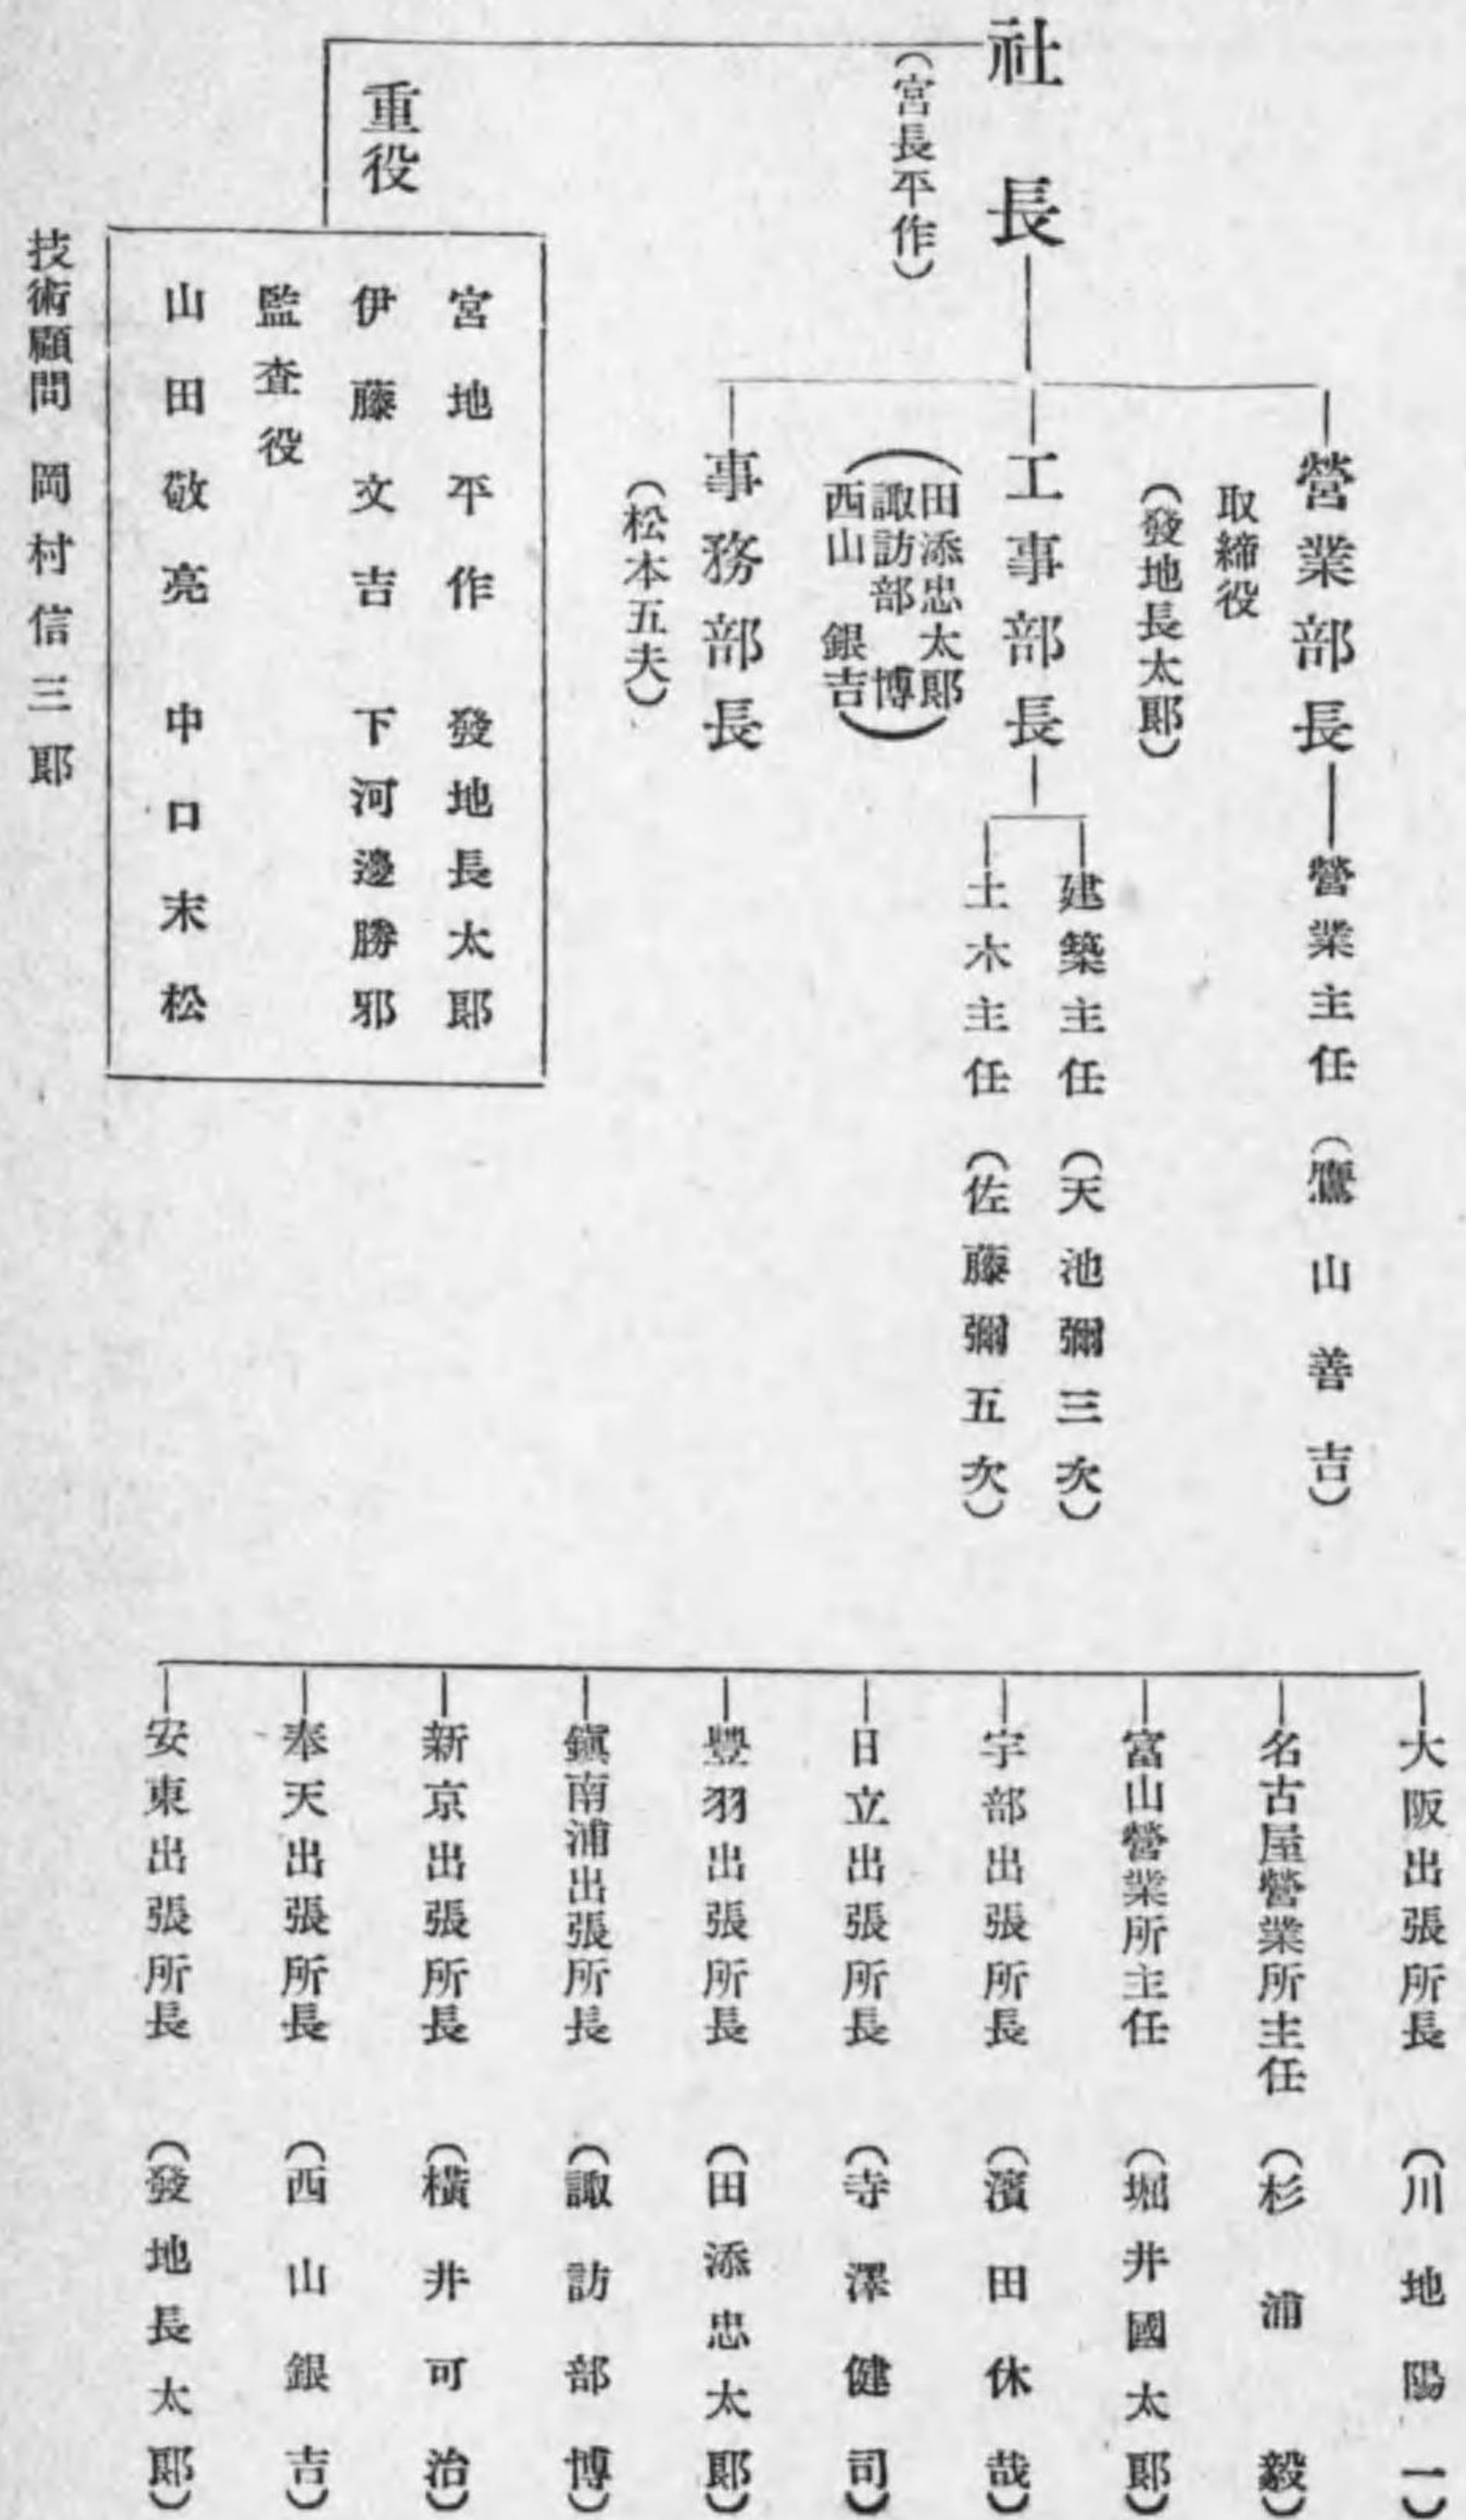 社長
（宮長平作）
營業部長
取締役
（發地長太郎）
營業主任（鷹山善吉）
工事部長
（田添忠太郎
諏訪部博
西山銀吉）
建築主任（天池彌三次）
土木主任（佐藤彌五次）
事務部長
（松本五夫）
重役
宮地平作　發地長太郎
伊藤文吉　下河邊勝邪
監査役
山田敬亮　中口末松
技術顧問　岡村信三郎
大阪出張所長（川地陽一）
名古屋營業所主任（杉浦毅）
富山營業所主任（堀井國太郎）
宇部出張所長（濱田休哉）
日立出張所長（寺澤健司）
豐羽出張所長（田添忠太郎）
鎭南浦出張所長（諏訪部博）
新京出張所長（橫井可治）
奉天出張所長（西山銀吉）
安東出張所長（發地長太郎）